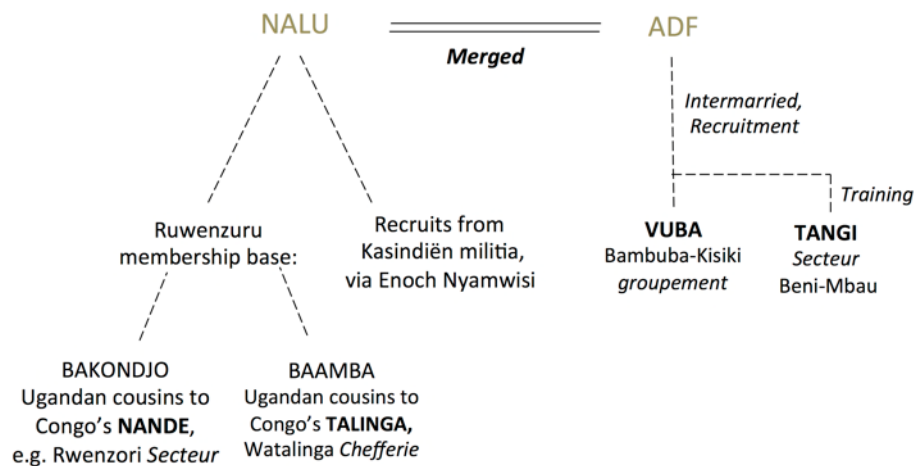 NALU
ADF
Merged
Intermarried,
Recruitment
Training
Ruwenzuru
membership base:
Recruits from
Kasindiën militia,
via Enoch Nyamwisi
VUBA
Bambuba-Kisiki
groupement
TANGI
Secteur
Beni-Mbau
BAKONDJO
Ugandan cousins to
Congo’s NANDE,
e.g. Rwenzori Secteur
BAAMBA
Ugandan cousins to
Congo’s TALINGA,
Watalinga Chefferie